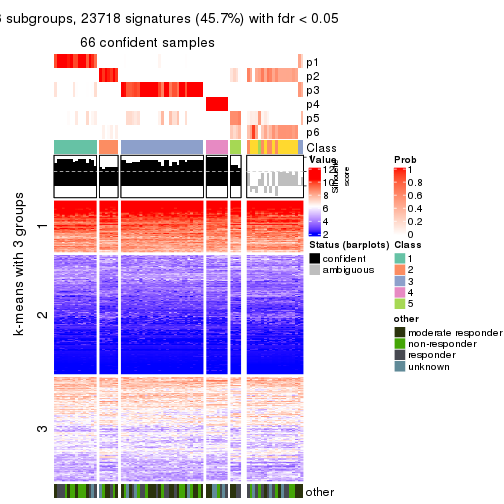 subgroups, 23718 signatures (45.7%) with fdr < 0.05
66 confident samples
p1
p2
p3
p4
p5
p6
Class
Silhouette
score
k-means with 3 groups
1
2
3
other
Value
12
10
8
6
4
2
Prob
1
0.8
0.6
0.4
0.2
0
Status (barplots)
confident
ambiguous
Class
1
2
3
4
5
other
moderate responder
non-responder
responder
unknown